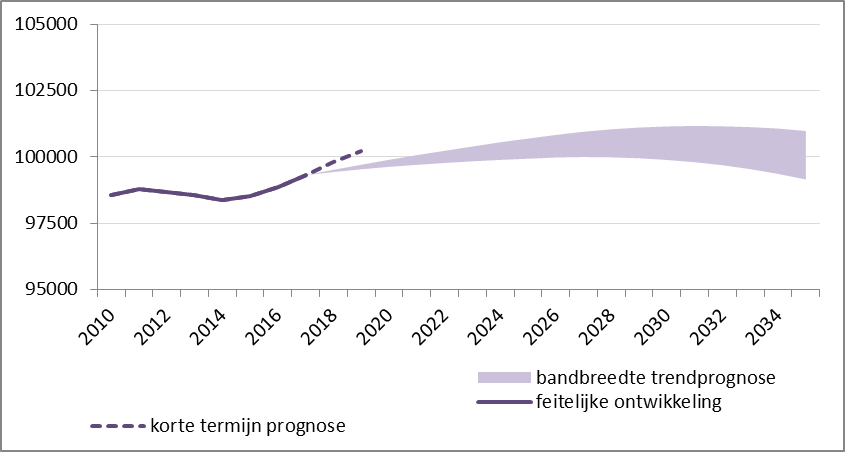 105000
102500
100000
97500
95000
2010 2012 2014 2016 2018 2020 2022 2024 2026 2028 2030 2032 2034
bandbreedte trendprognose
feitelijke ontwikkeling
korte termijn prognose